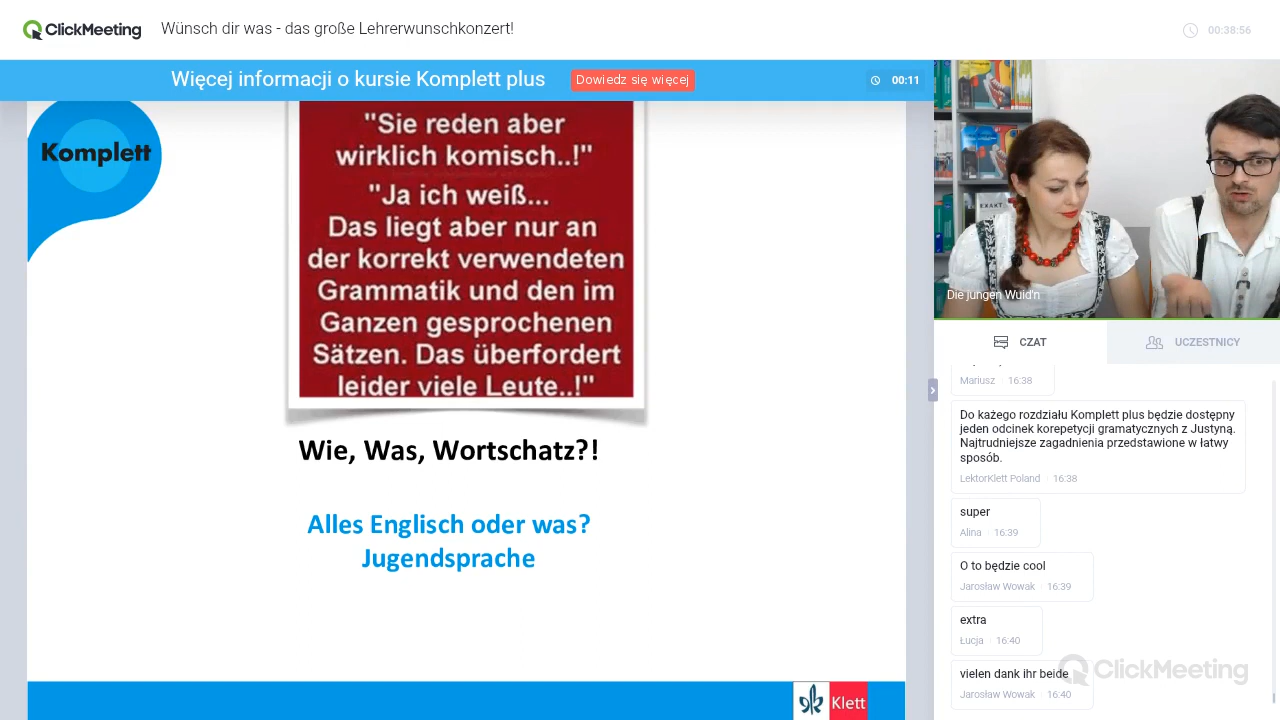 ClickMeeting
Wünsch dir was - das große Lehrerwunschkonzert!
00:38:56
Więcej informacji o kursie Komplett plus
Dowiedz się więcej
00:11
Komplett
"Sie reden aber
wirklich komisch..!"
"Ja ich weiß...
Das liegt aber nur an
der korrekt verwendeten
Grammatik und den im
Ganzen gesprochenen
Sätzen. Das überfordert
leider viele Leute..!"
Wie, Was, Wortschatz?!
Alles Englisch oder was?
Jugendsprache
Klett
EXAKT
Die jungen Wuid'n
CZAT
UCZESTNICY
Mariusz 16:38
Do każego rozdziału Komplett plus będzie dostępny
jeden odcinek korepetycji gramatycznych z Justyną.
Najtrudniejsze zagadnienia przedstawione w łatwy
sposób.
LektorKlett Poland 16:38
super
Alina 16:39
O to będzie cool
Jarosław Wowak 16:39
extra
Łucja 16:40
vielen dank ihr beide
Jarosław Wowak 16:40
ClickMeeting